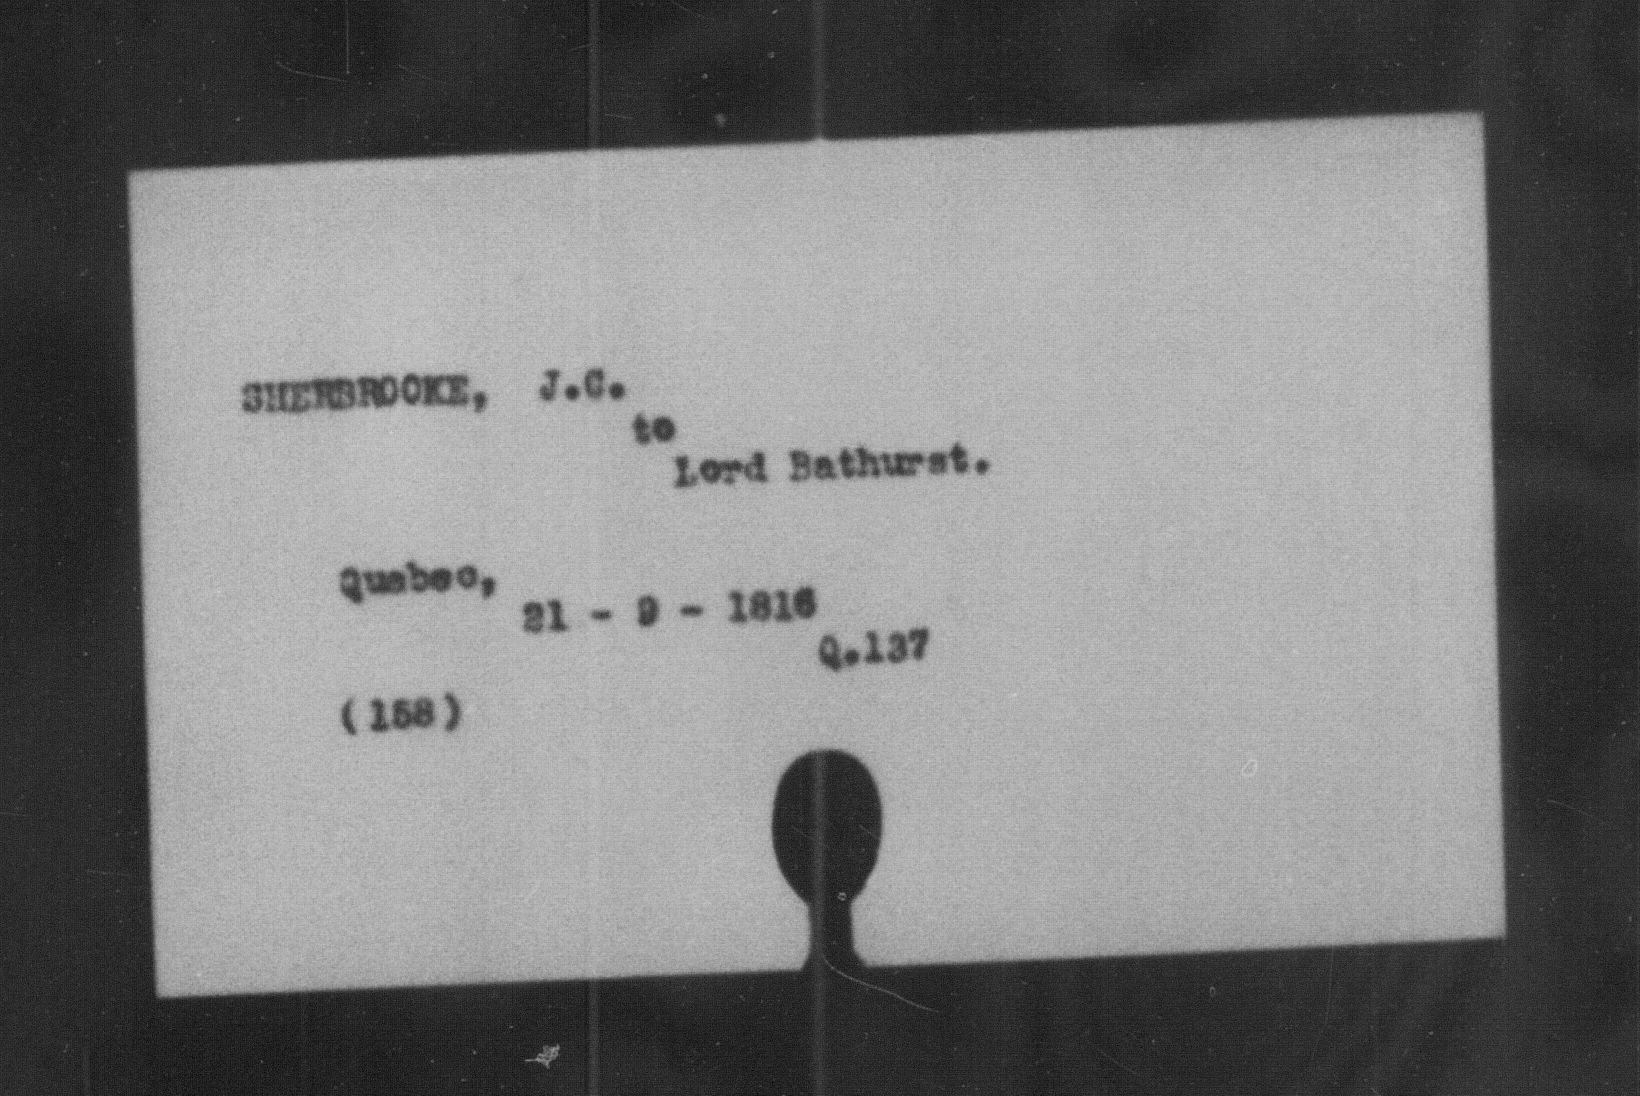 SHERBROOKE, J.C.
to
Lord Bathurst.
Quebec,
21 - 9 - 1816
Q.137
(158)